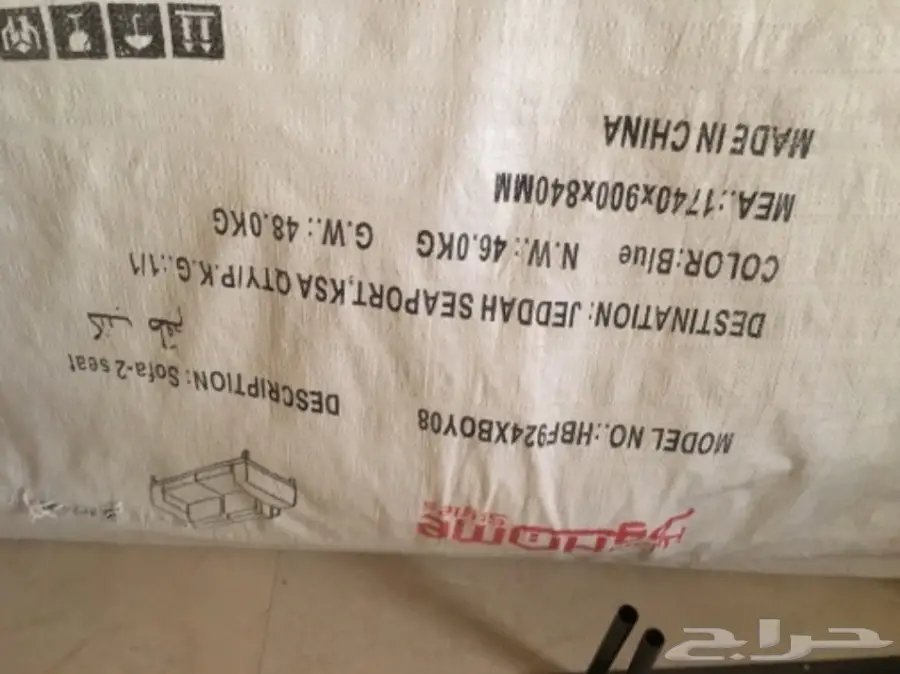 MODEL NO.:HBF924XBOY08
DESCRIPTION: Sofa-2 seat
DESTINATION: JEDDAH SEAPORT,KSA QTY/P.K.G.:1/1
COLOR:Blue N.W.: 46.0KG G.W.: 48.0KG
MEA.:1740x900x840MM
MADE IN CHINA
حراج